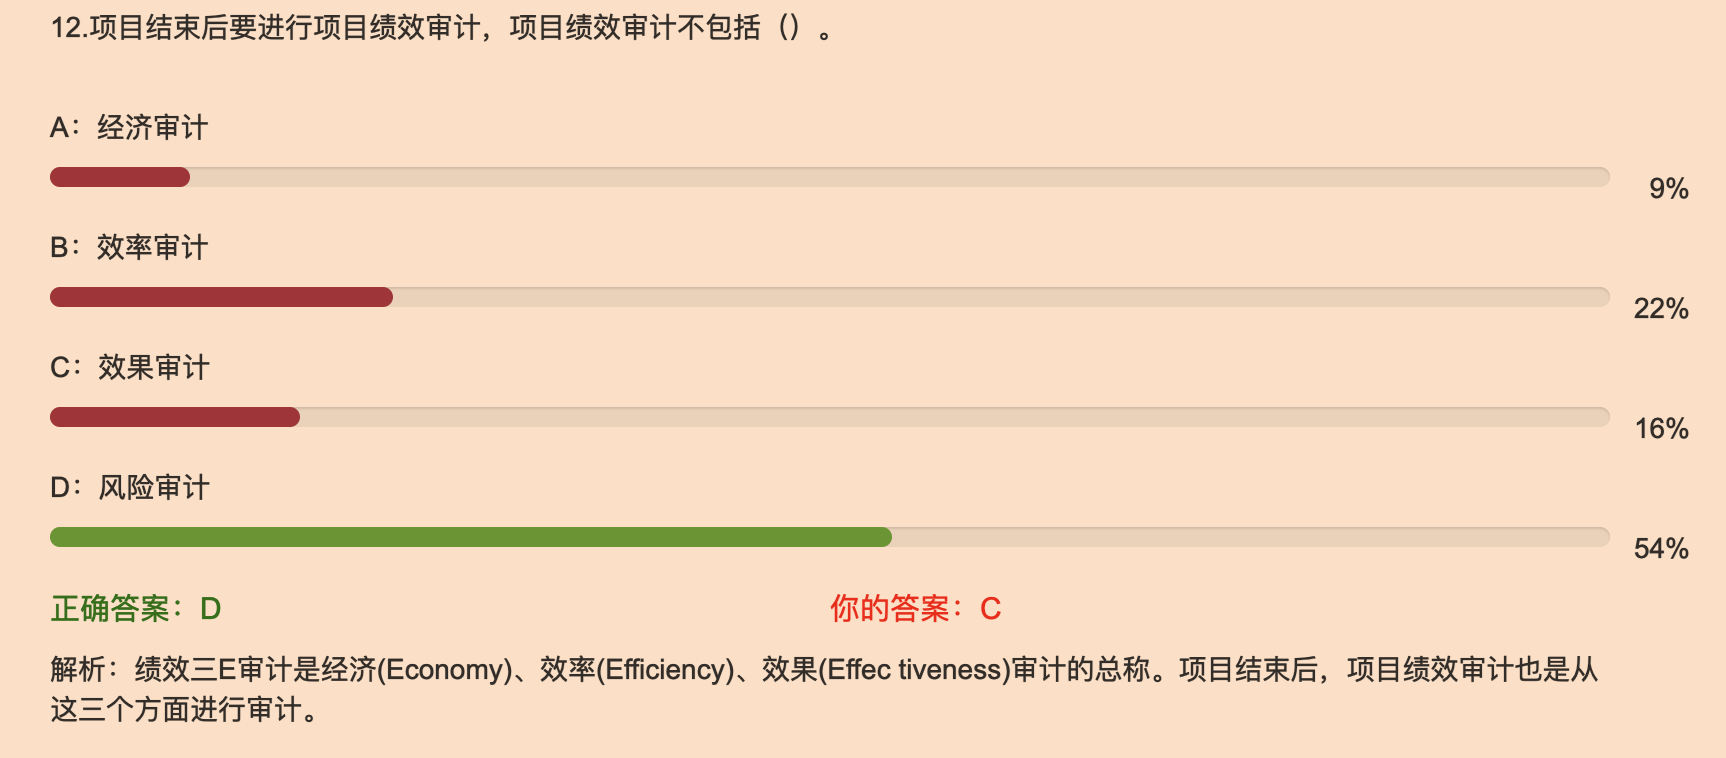 12.项目结束后要进行项目绩效审计，项目绩效审计不包括（）。
A：经济审计
9%
B：效率审计
22%
C：效果审计
16%
D：风险审计
54%
正确答案：D 你的答案：C
解析：绩效三E审计是经济(Economy)、效率(Efficiency)、效果(Effec tiveness)审计的总称。项目结束后，项目绩效审计也是从
这三个方面进行审计。